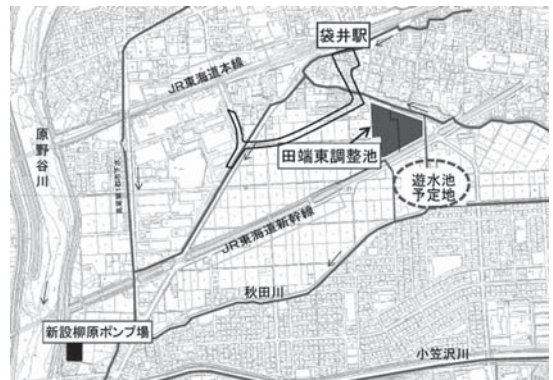 袋井駅
JR東海道本線
原野谷川
田端東調整池
遊水池
予定地
JR東海道新幹線
秋田川
新設柳原ポンプ場
小笠沢川